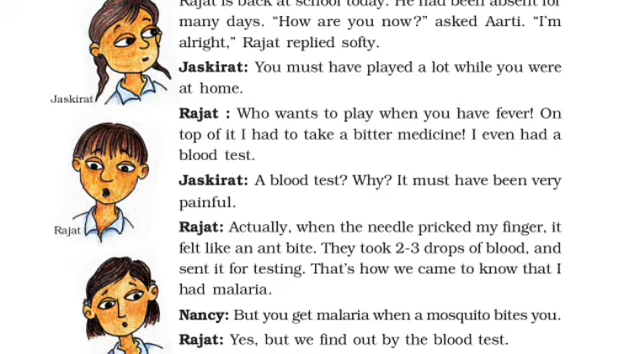 Rajat is back at school today. He had been absent for
many days. “How are you now?” asked Aarti. “I’m
alright,” Rajat replied softy.
Jaskirat: You must have played a lot while you were
at home.
Jaskirat
Rajat : Who wants to play when you have fever! On
top of it I had to take a bitter medicine! I even had a
blood test.
Jaskirat: A blood test? Why? It must have been very
painful.
Rajat: Actually, when the needle pricked my finger, it
Rajat
felt like an ant bite. They took 2-3 drops of blood, and
sent it for testing. That’s how we came to know that I
had malaria.
Nancy: But you get malaria when a mosquito bites you.
Rajat: Yes, but we find out by the blood test.